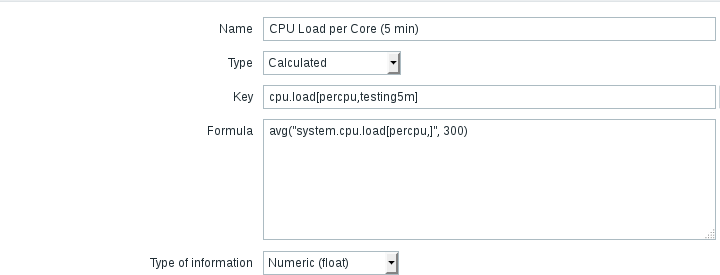 Name CPU Load per Core (5 min)
Type Calculated
Key cpu.load[percpu,testing5m]
Formula avg("system.cpu.load[percpu,]", 300)
Type of information Numeric (float)